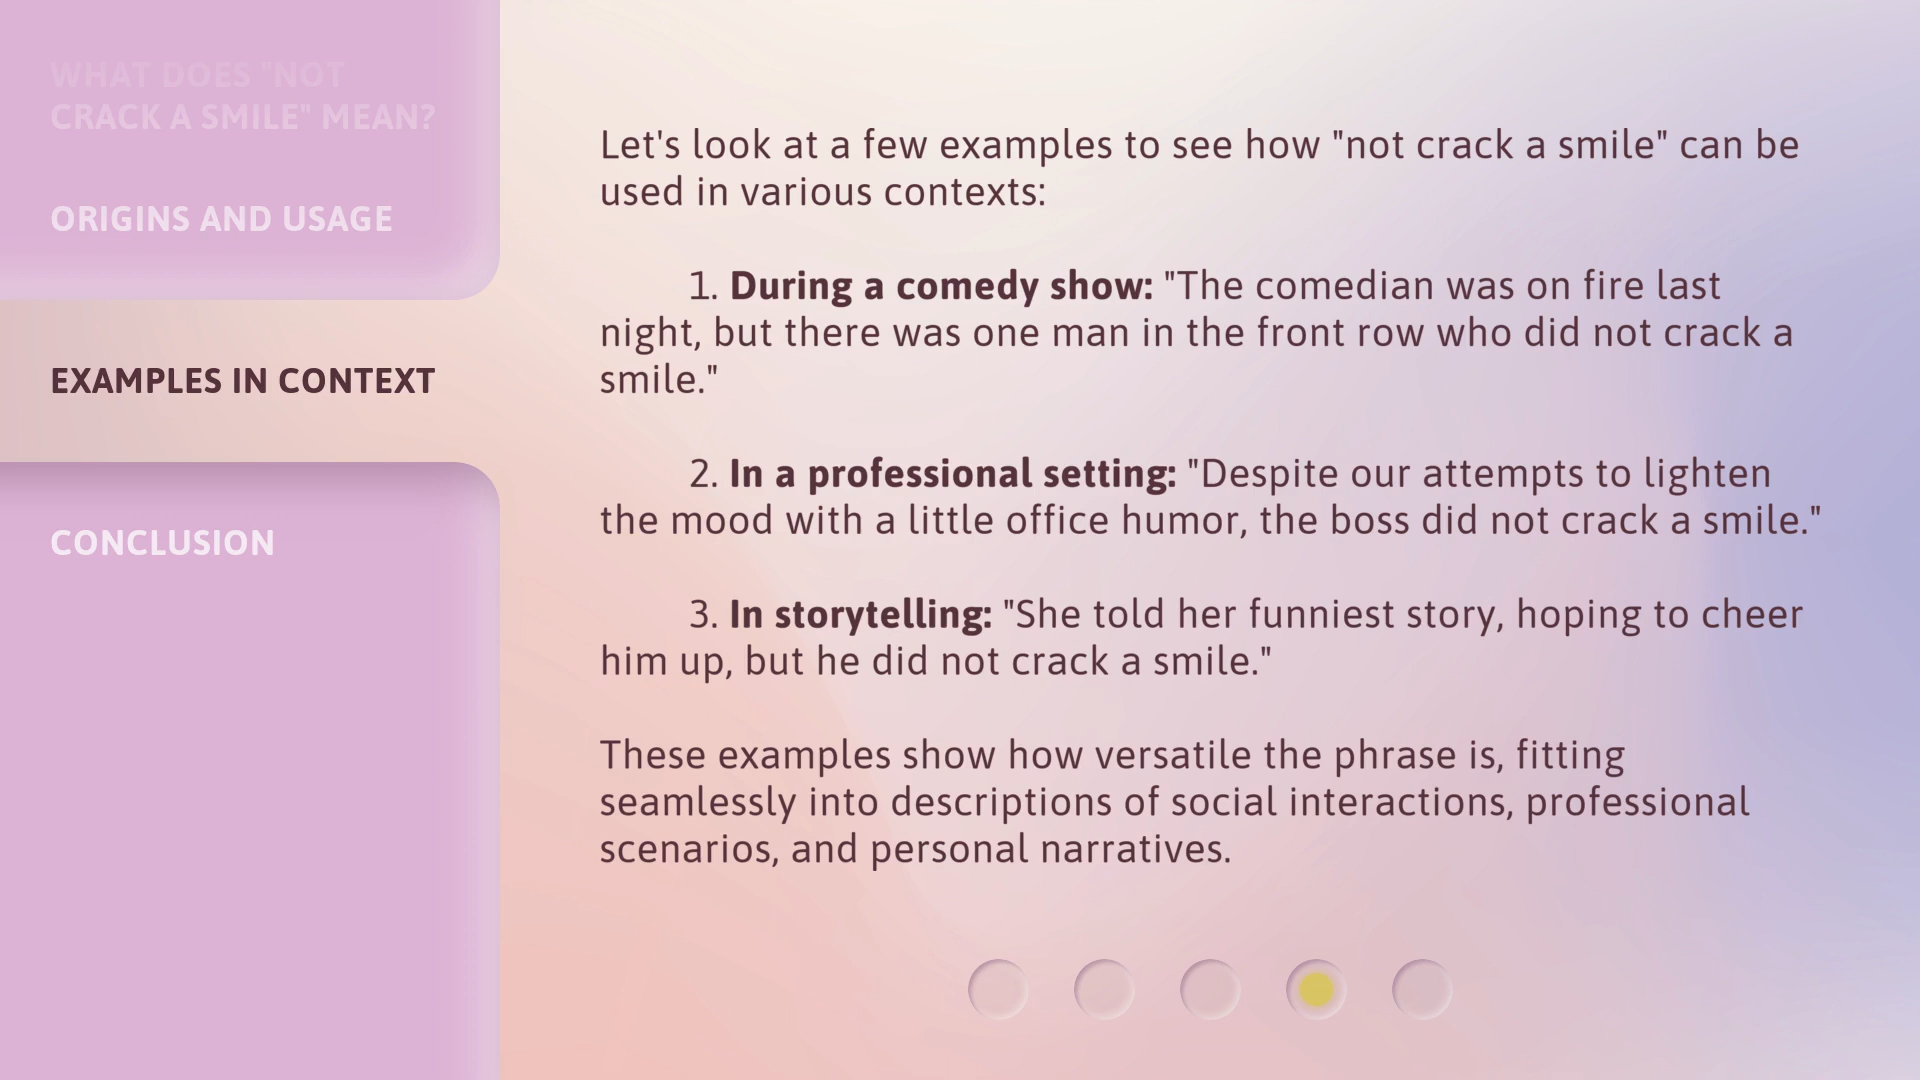 WHAT DOES "NOT
CRACK A SMILE" MEAN?
ORIGINS AND USAGE
EXAMPLES IN CONTEXT
CONCLUSION
Let's look at a few examples to see how "not crack a smile" can be
used in various contexts:
1. During a comedy show: "The comedian was on fire last
night, but there was one man in the front row who did not crack a
smile."
2. In a professional setting: "Despite our attempts to lighten
the mood with a little office humor, the boss did not crack a smile."
3. In storytelling: "She told her funniest story, hoping to cheer
him up, but he did not crack a smile."
These examples show how versatile the phrase is, fitting
seamlessly into descriptions of social interactions, professional
scenarios, and personal narratives.